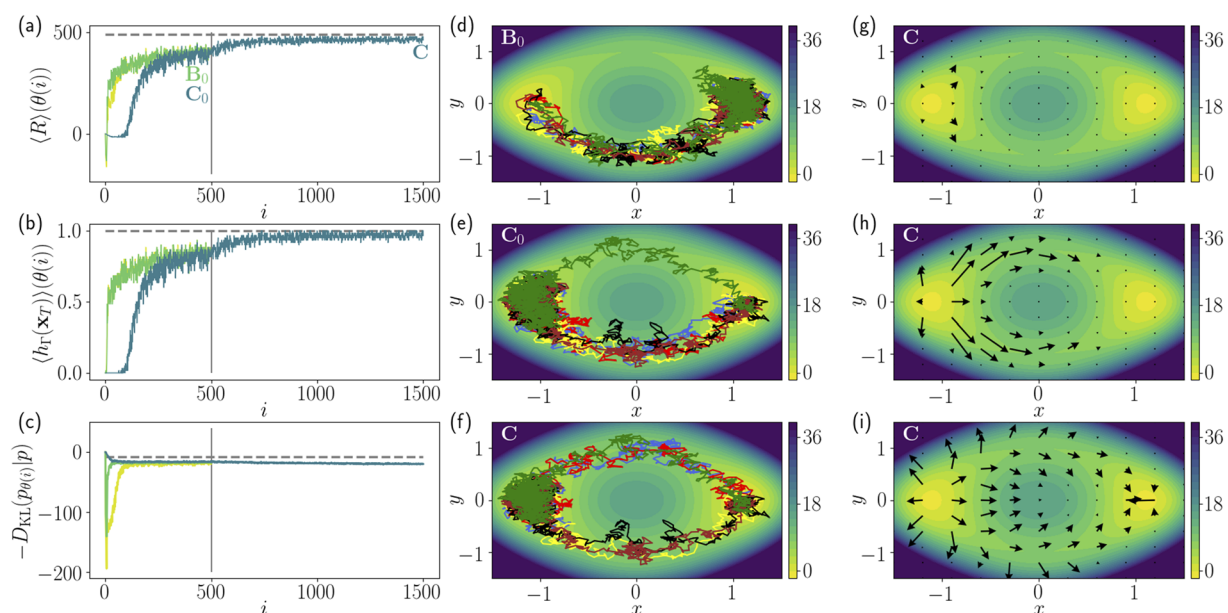 (a)
500
0
⟨R⟩(θ(i))
B₀
C₀
C
0
500
1000
1500
i
(b)
1.0
0.5
0.0
⟨h_Γ(𝐱_T)⟩(θ(i))
0
500
1000
1500
i
(c)
0
−100
−200
−D_KL(p_θ(i)|p)
0
500
1000
1500
i
(d)
B₀
1
0
−1
y
−1
0
1
x
36
18
0
(e)
C₀
1
0
−1
y
−1
0
1
x
36
18
0
(f)
C
1
0
−1
y
−1
0
1
x
36
18
0
(g)
C
1
0
−1
y
−1
0
1
x
36
18
0
(h)
C
1
0
−1
y
−1
0
1
x
36
18
0
(i)
C
1
0
−1
y
−1
0
1
x
36
18
0